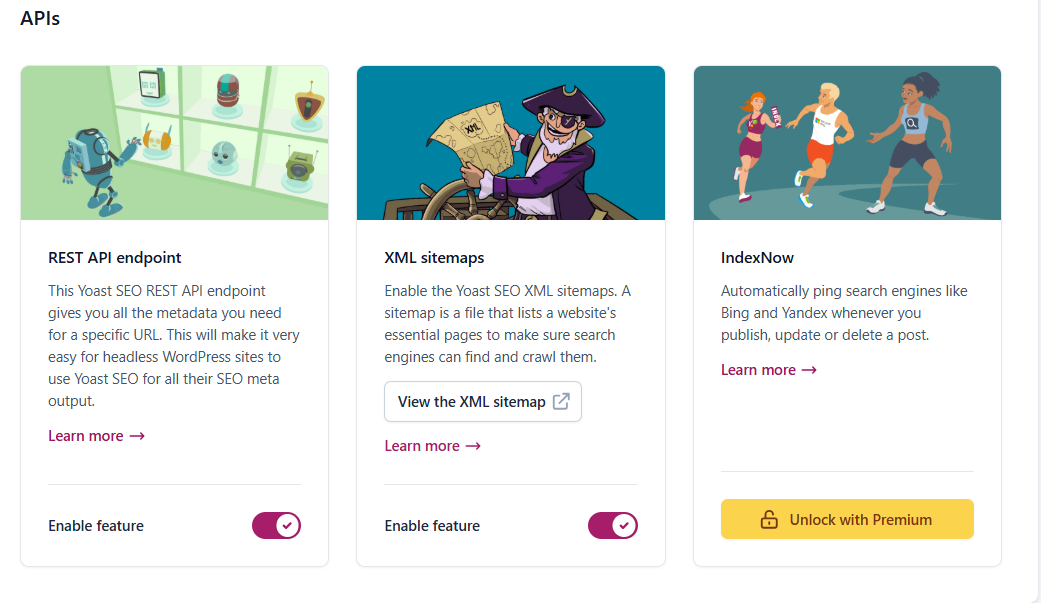 APIs
XML
INDEX
REST API endpoint
This Yoast SEO REST API endpoint
gives you all the metadata you need
for a specific URL. This will make it very
easy for headless WordPress sites to
use Yoast SEO for all their SEO meta
output.
Learn more →
Enable feature
XML sitemaps
Enable the Yoast SEO XML sitemaps. A
sitemap is a file that lists a website's
essential pages to make sure search
engines can find and crawl them.
View the XML sitemap
Learn more →
Enable feature
IndexNow
Automatically ping search engines like
Bing and Yandex whenever you
publish, update or delete a post.
Learn more →
Unlock with Premium